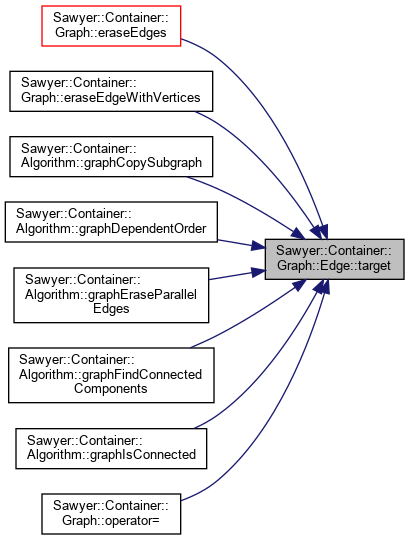 Sawyer::Container::
Graph::eraseEdges
Sawyer::Container::
Graph::eraseEdgeWithVertices
Sawyer::Container::
Algorithm::graphCopySubgraph
Sawyer::Container::
Algorithm::graphDependentOrder
Sawyer::Container::
Graph::Edge::target
Sawyer::Container::
Algorithm::graphEraseParallel
Edges
Sawyer::Container::
Algorithm::graphFindConnected
Components
Sawyer::Container::
Algorithm::graphIsConnected
Sawyer::Container::
Graph::operator=